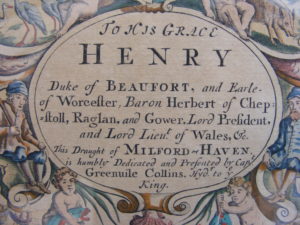 To His Grace
HENRY
Duke of BEAUFORT, and Earle
of Worcester, Baron Herbert of Chep-
=stoll, Raglan, and Gower, Lord President,
and Lord Lieut. of Wales, &c.
This Draught of MILFORD-HAVEN.
is humbly Dedicated and Presented by Capt.
Greenuile Collins. Hyd. to ye
King.